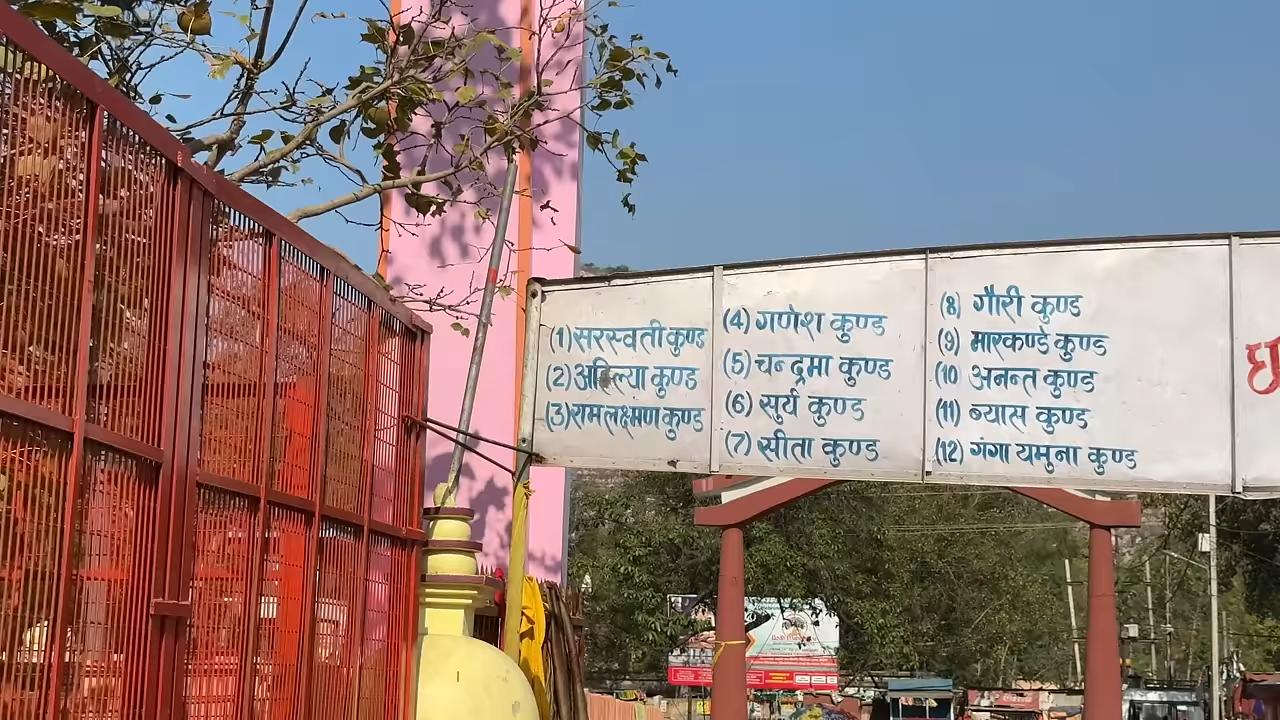 (1) सरस्वती कुण्ड
(2) अहिल्या कुण्ड
(3) राम लक्ष्मण कुण्ड
(4) गणेश कुण्ड
(5) चन्द्रमा कुण्ड
(6) सुर्य कुण्ड
(7) सीता कुण्ड
(8) गौरी कुण्ड
(9) मारकण्डे कुण्ड
(10 अनन्त कुण्ड
(11) ब्यास कुण्ड
(12) गंगा यमुना कुण्ड